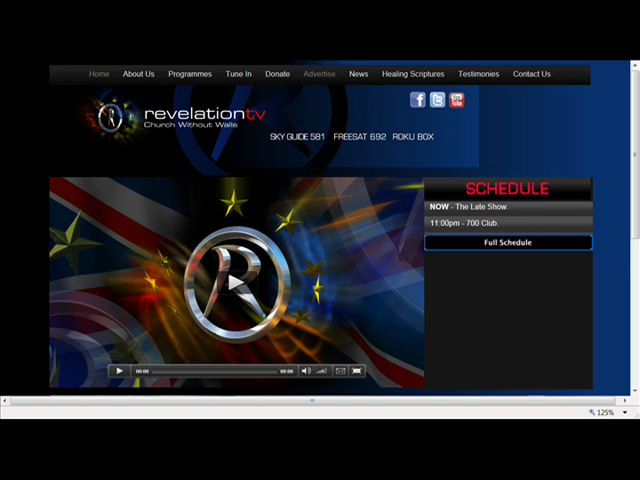 Home About Us Programmes Tune In Donate Advertise News Healing Scriptures Testimonies Contact Us
revelationtv
Church Without Walls
SKY GUIDE 581 FREESAT 692 ROKU BOX
SCHEDULE
NOW - The Late Show.
11:00pm - 700 Club.
Full Schedule
R
00:00 00:00
125%